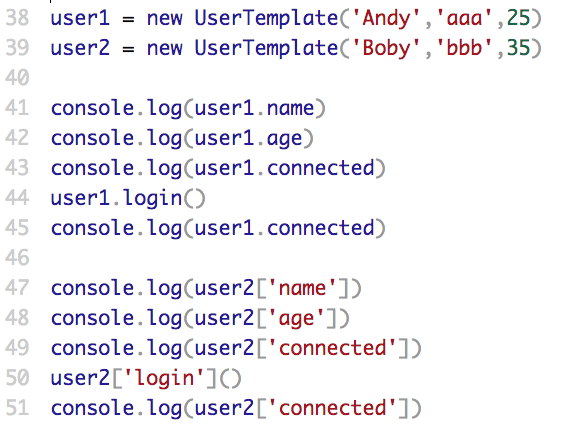 38 user1 = new UserTemplate('Andy','aaa',25)
39 user2 = new UserTemplate('Boby','bbb',35)
40
41 console.log(user1.name)
42 console.log(user1.age)
43 console.log(user1.connected)
44 user1.login()
45 console.log(user1.connected)
46
47 console.log(user2['name'])
48 console.log(user2['age'])
49 console.log(user2['connected'])
50 user2['login']()
51 console.log(user2['connected'])